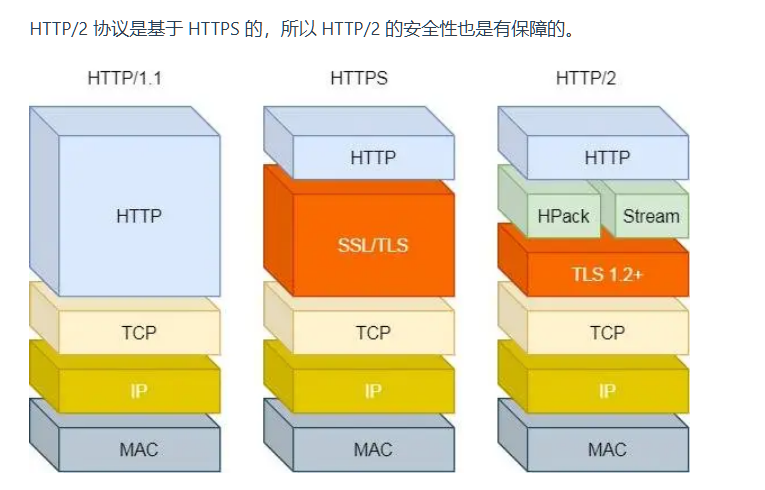 HTTP/2 协议是基于 HTTPS 的，所以 HTTP/2 的安全性也是有保障的。
HTTP/1.1
HTTPS
HTTP/2
HTTP
TCP
IP
MAC
HTTP
SSL/TLS
TCP
IP
MAC
HTTP
HPack
Stream
TLS 1.2+
TCP
IP
MAC